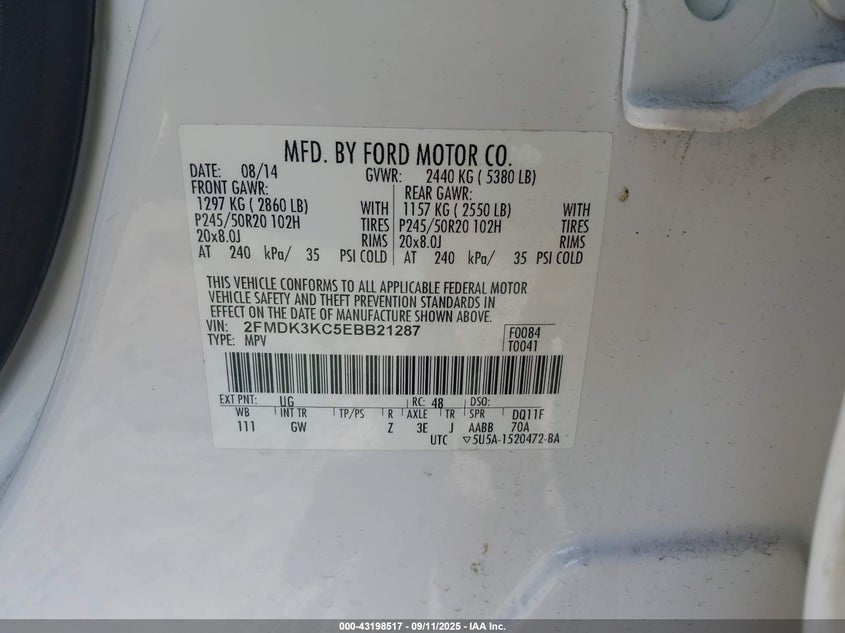 MFD. BY FORD MOTOR CO.
DATE: 08/14 GVWR: 2440 KG ( 5380 LB)
FRONT GAWR: REAR GAWR:
1297 KG ( 2860 LB) WITH 1157 KG ( 2550 LB) WITH
P245/50R20 102H TIRES P245/50R20 102H TIRES
20x8.0J RIMS 20x8.0J RIMS
AT 240 kPa/ 35 PSI COLD AT 240 kPa/ 35 PSI COLD
THIS VEHICLE CONFORMS TO ALL APPLICABLE FEDERAL MOTOR
VEHICLE SAFETY AND THEFT PREVENTION STANDARDS IN
EFFECT ON THE DATE OF MANUFACTURE SHOWN ABOVE.
VIN: 2FMDK3KC5EBB21287 F0084
TYPE: MPV T0041
EXT PNT: UG RC: 48 DSO:
WB INT TR TP/PS R AXLE TR SPR DQ11F
111 GW Z 3E J AABB 70A
UTC ▽5U5A-1520472-BA
000-43198517 - 09/11/2025 - IAA Inc.